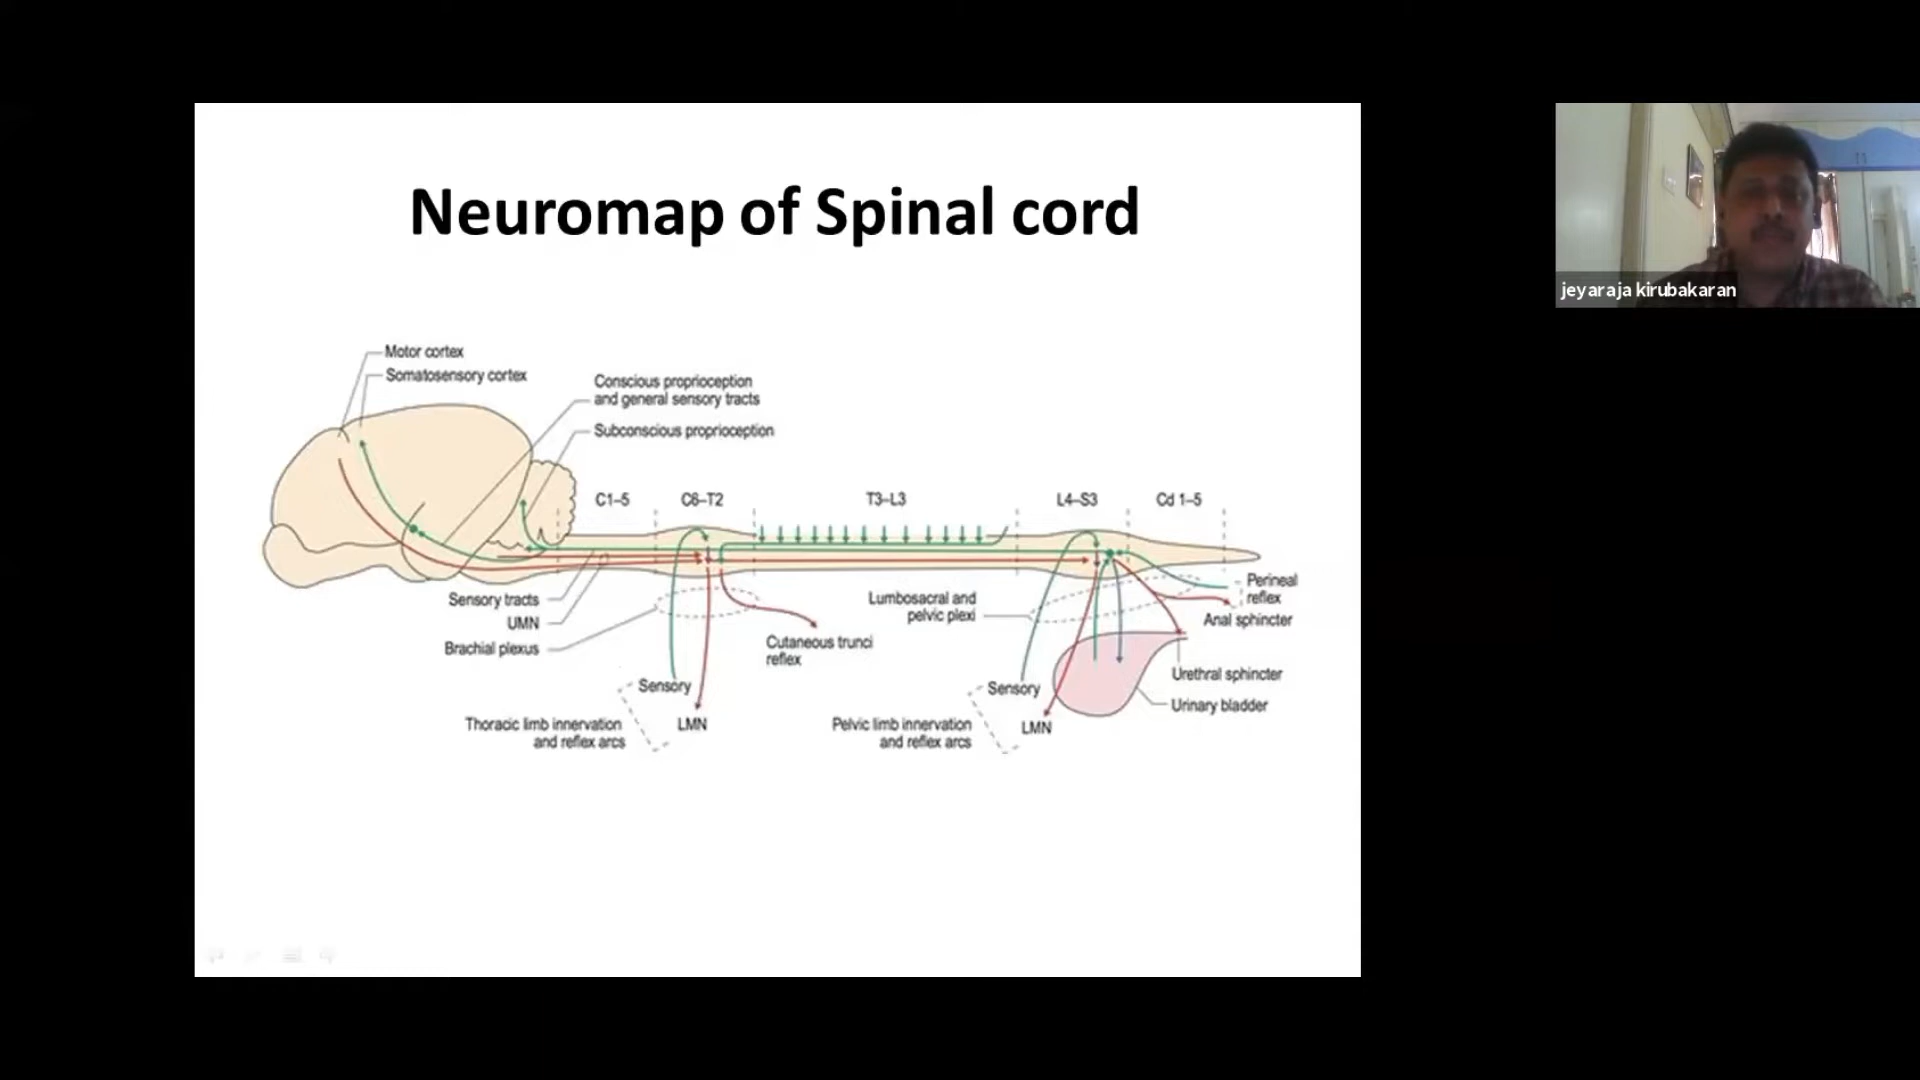 Neuromap of Spinal cord
jeyaraja kirubakaran
Motor cortex
Somatosensory cortex
Conscious proprioception
and general sensory tracts
Subconscious proprioception
C1–5
C6–T2
T3–L3
L4–S3
Cd 1–5
Sensory tracts
UMN
Brachial plexus
Cutaneous trunci
reflex
Lumbosacral and
pelvic plexi
Perineal
reflex
Anal sphincter
Urethral sphincter
Urinary bladder
Sensory
LMN
Thoracic limb innervation
and reflex arcs
Sensory
LMN
Pelvic limb innervation
and reflex arcs